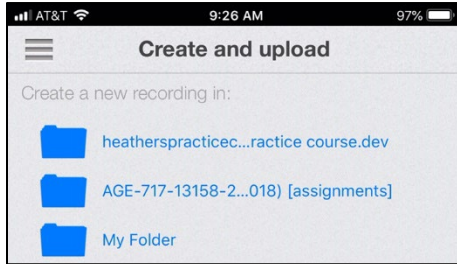 AT&T 9:26 AM 97%
Create and upload
Create a new recording in:
heatherspracticec...ractice course.dev
AGE-717-13158-2...018) [assignments]
My Folder